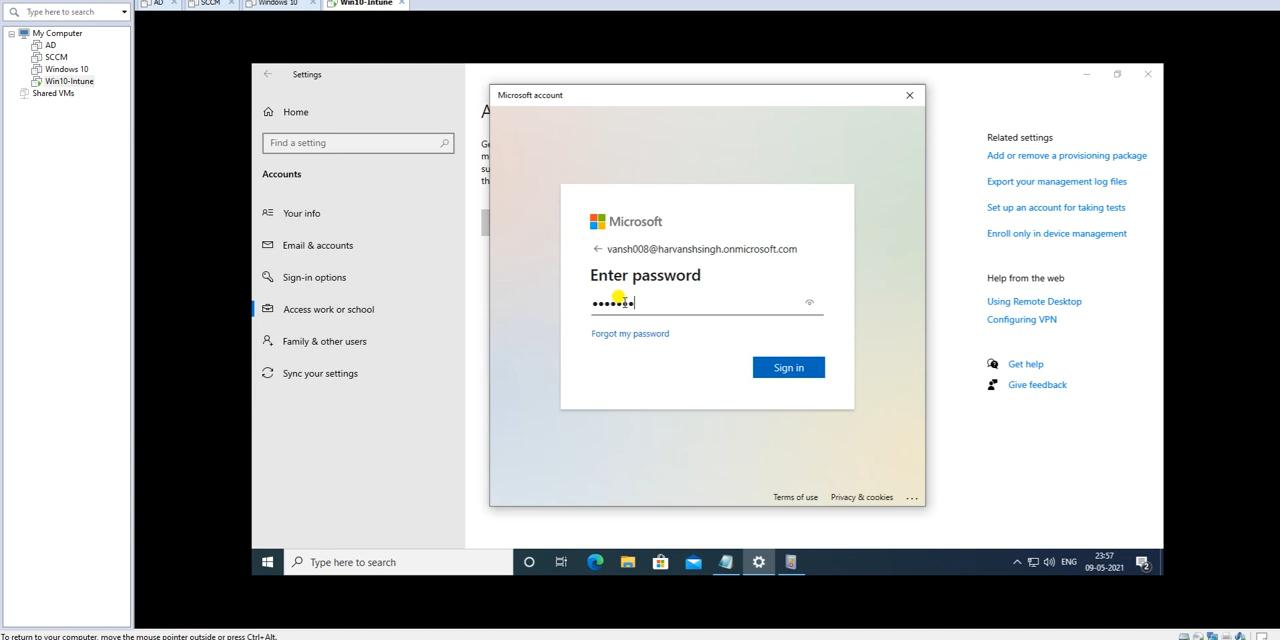 Type here to search
AD
SCCM
Windows 10
Win10-Intune
My Computer
AD
SCCM
Windows 10
Win10-Intune
Shared VMs
Settings
Home
Find a setting
Accounts
Your info
Email & accounts
Sign-in options
Access work or school
Family & other users
Sync your settings
A
Ge
m
su
th
Microsoft account
Microsoft
vansh008@harvanshsingh.onmicrosoft.com
Enter password
Forgot my password
Sign in
Terms of use
Privacy & cookies
...
Related settings
Add or remove a provisioning package
Export your management log files
Set up an account for taking tests
Enroll only in device management
Help from the web
Using Remote Desktop
Configuring VPN
Get help
Give feedback
Type here to search
ENG
23:57
09-05-2021
2
To return to your computer, move the mouse pointer outside or press Ctrl+Alt.